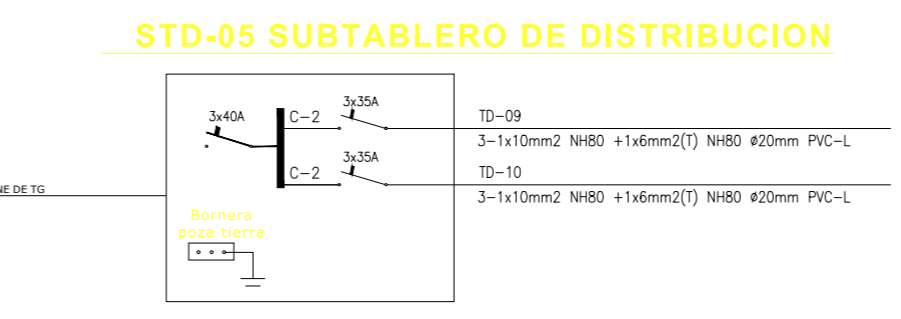 STD-05 SUBTABLERO DE DISTRIBUCION
3x40A
C-2
3x35A
TD-09
3-1x10mm2 NH80 +1x6mm2(T) NH80 ø20mm PVC-L
C-2
3x35A
TD-10
3-1x10mm2 NH80 +1x6mm2(T) NH80 ø20mm PVC-L
DE TG
Bornera
poza tierra